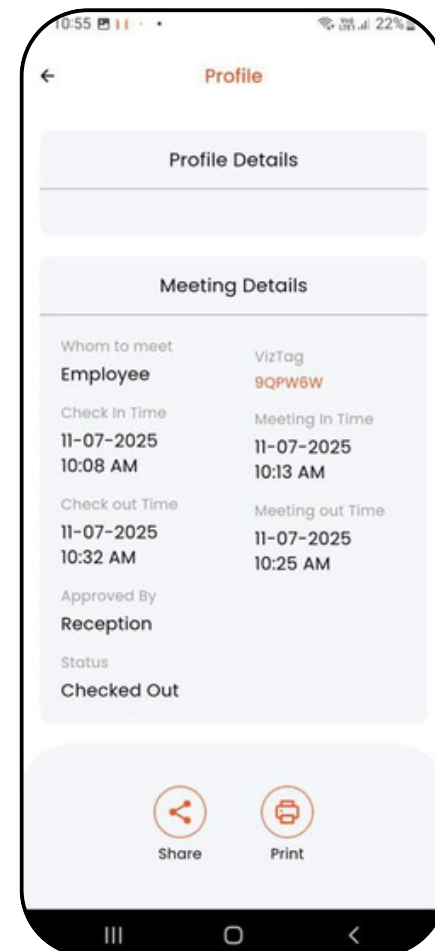 10:55 22%
Profile
Profile Details
Meeting Details
Whom to meet
Employee
VizTag
9QPW6W
Check In Time
11-07-2025
10:08 AM
Meeting In Time
11-07-2025
10:13 AM
Check out Time
11-07-2025
10:32 AM
Meeting out Time
11-07-2025
10:25 AM
Approved By
Reception
Status
Checked Out
Share
Print